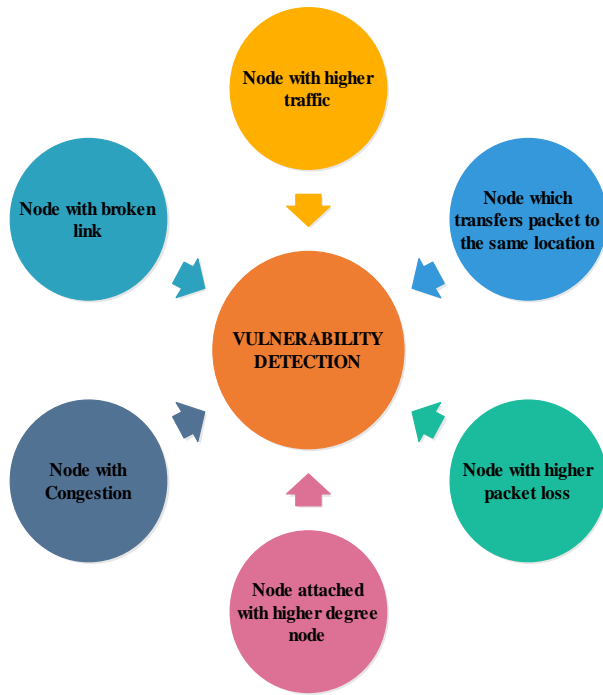 Node with higher
traffic
Node with broken
link
Node which
transfers packet to
the same location
VULNERABILITY
DETECTION
Node with
Congestion
Node with higher
packet loss
Node attached
with higher degree
node